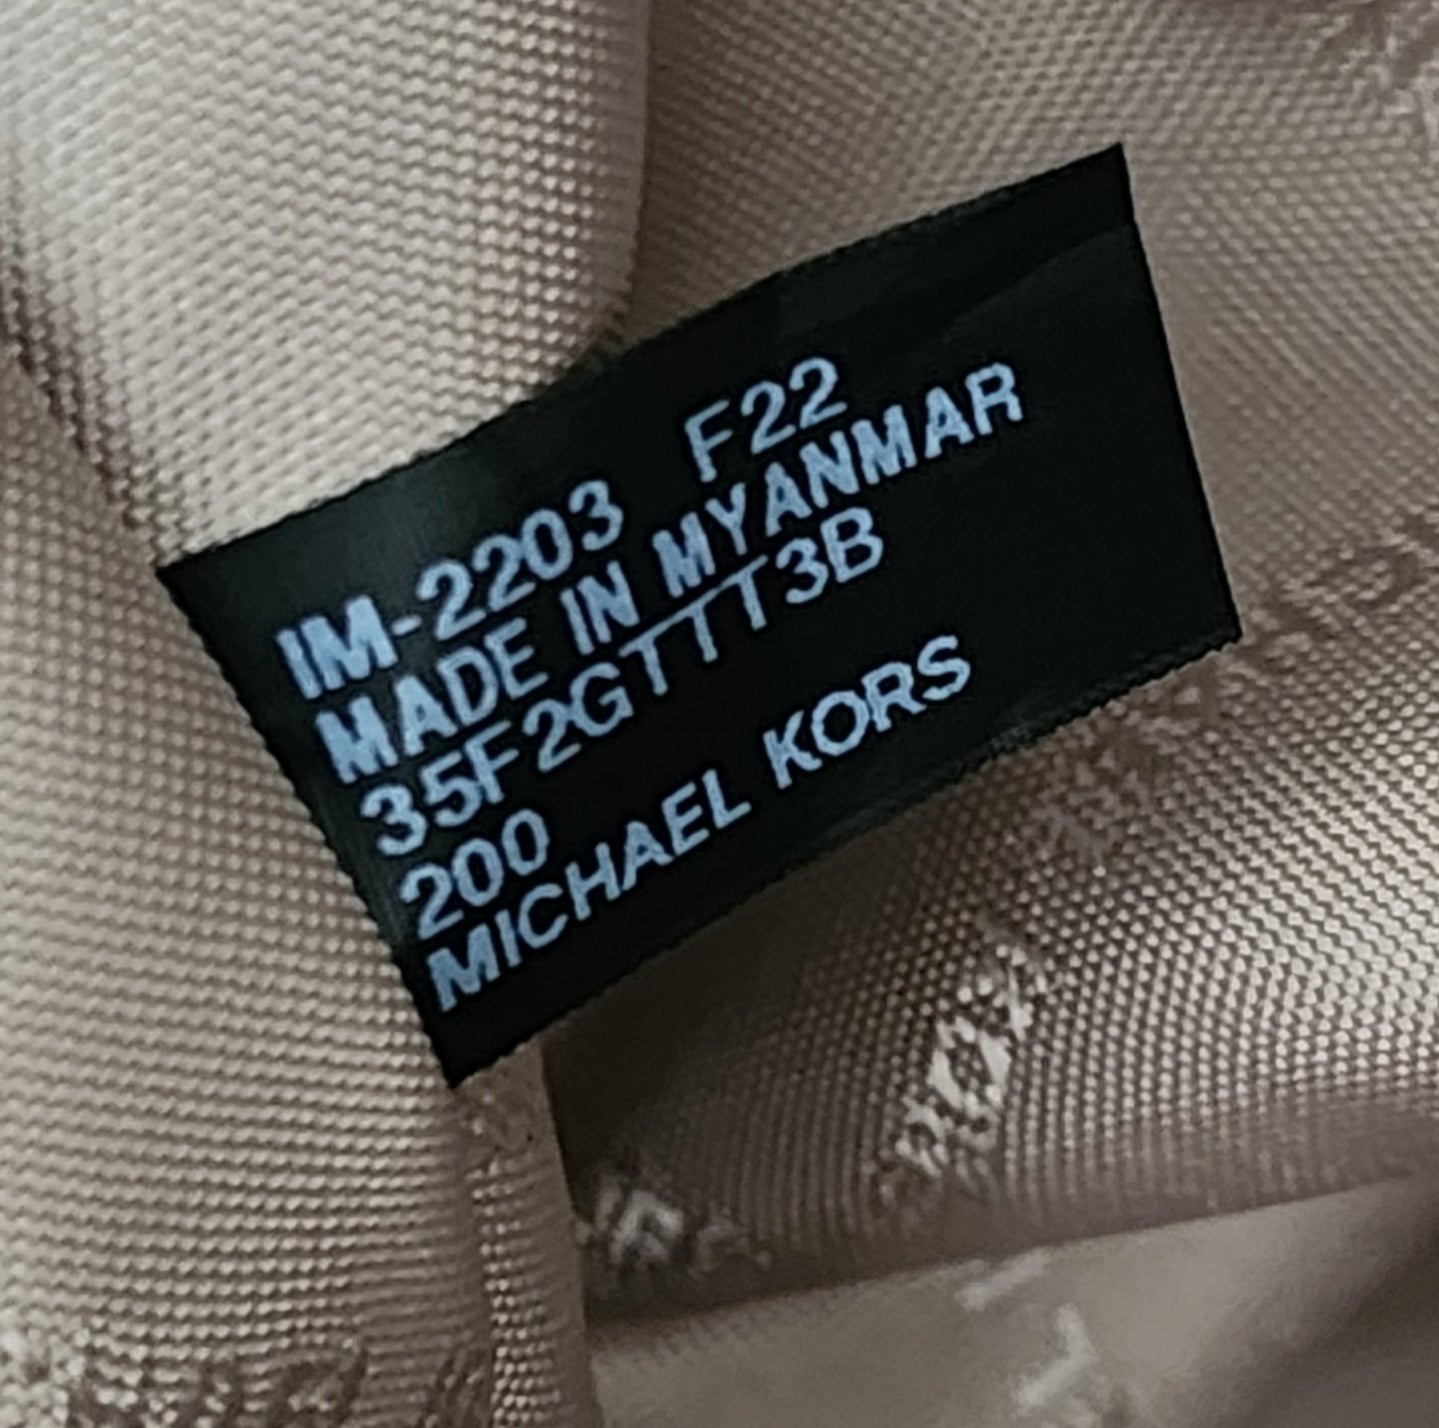 IM-2203 F22
MADE IN MYANMAR
35F2GTTT3B
200
MICHAEL KORS